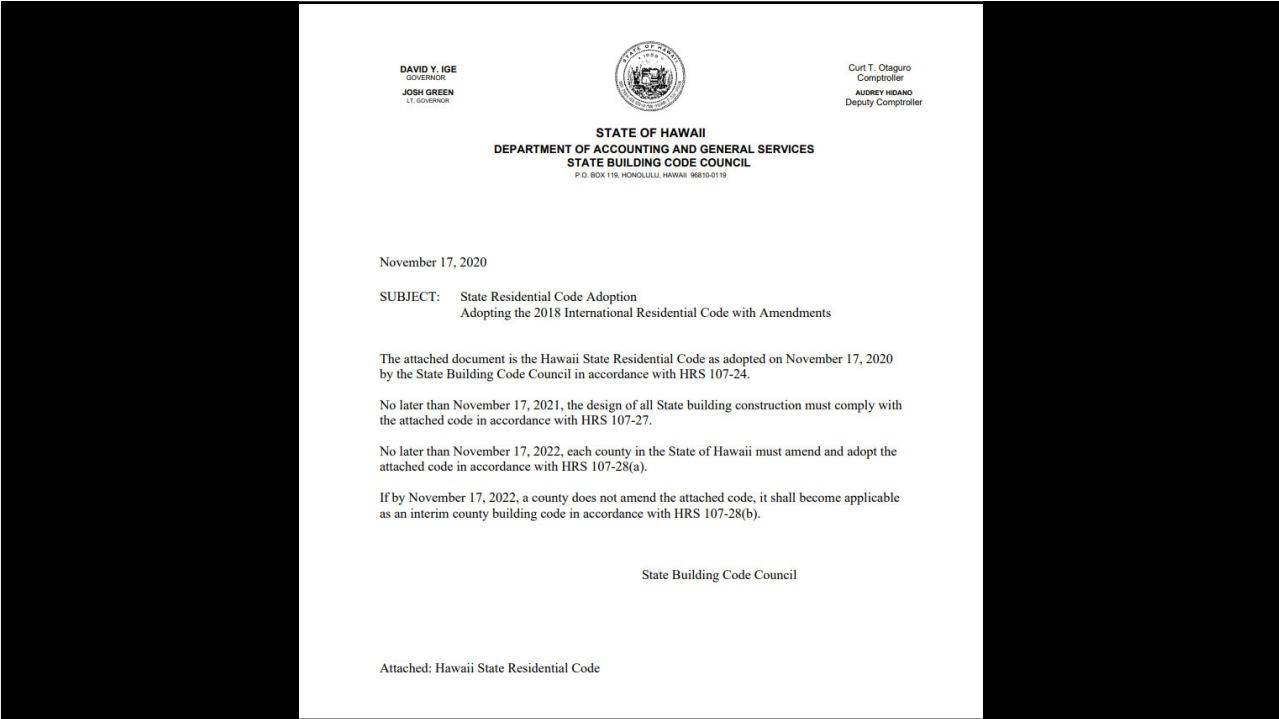 DAVID Y. IGE
GOVERNOR
JOSH GREEN
LT. GOVERNOR
STATE OF HAWAII
1959
Curt T. Otaguro
Comptroller
AUDREY HIDANO
Deputy Comptroller
STATE OF HAWAII
DEPARTMENT OF ACCOUNTING AND GENERAL SERVICES
STATE BUILDING CODE COUNCIL
P.O. BOX 119, HONOLULU, HAWAII 96810-0119
November 17, 2020
SUBJECT: State Residential Code Adoption
Adopting the 2018 International Residential Code with Amendments
The attached document is the Hawaii State Residential Code as adopted on November 17, 2020
by the State Building Code Council in accordance with HRS 107-24.
No later than November 17, 2021, the design of all State building construction must comply with
the attached code in accordance with HRS 107-27.
No later than November 17, 2022, each county in the State of Hawaii must amend and adopt the
attached code in accordance with HRS 107-28(a).
If by November 17, 2022, a county does not amend the attached code, it shall become applicable
as an interim county building code in accordance with HRS 107-28(b).
State Building Code Council
Attached: Hawaii State Residential Code